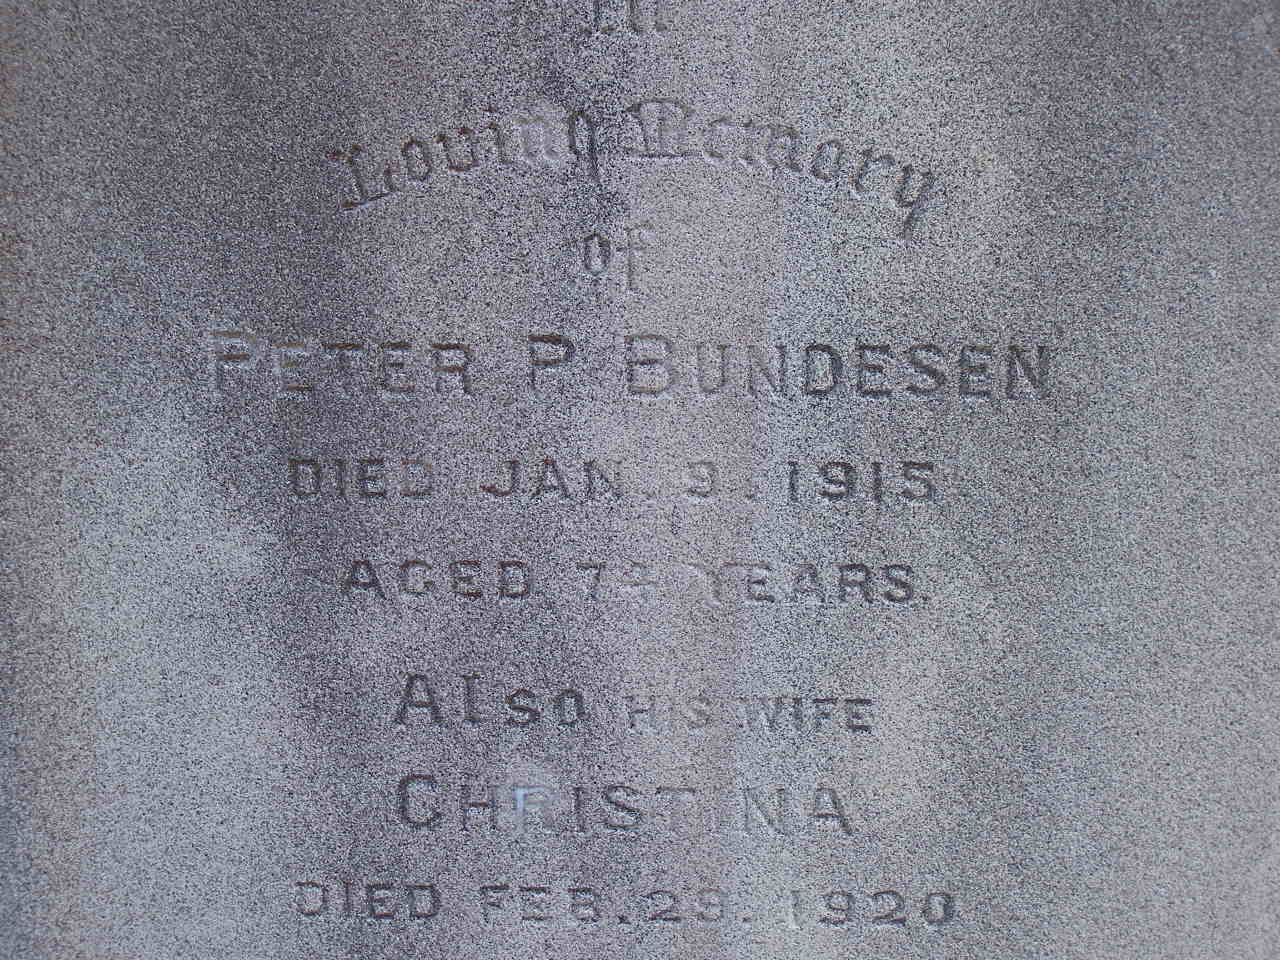 In
Loving Memory
of
PETER P. BUNDESEN
DIED JAN. 9. 1915
AGED 74 YEARS.
ALSO HIS WIFE
CHRISTINA
DIED FEB. 29. 1920